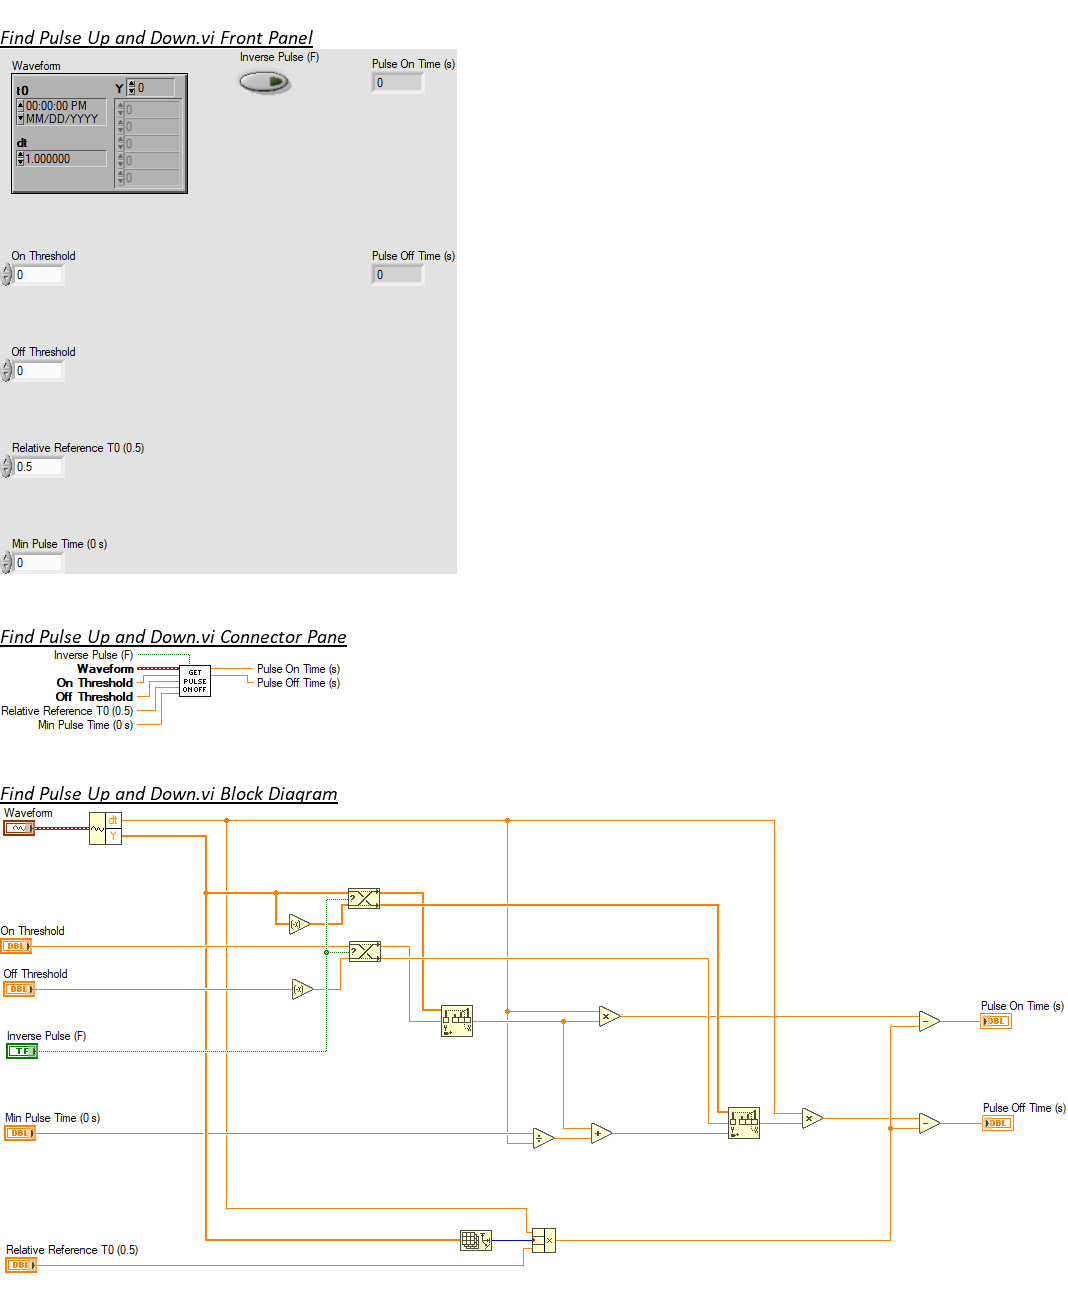 Find Pulse Up and Down.vi Front Panel
Inverse Pulse (F)
Waveform
Pulse On Time (s)
t0
Y 0
0
00:00:00 PM
MM/DD/YYYY
0
0
dt
0
1.000000
0
0
On Threshold
Pulse Off Time (s)
0
0
Off Threshold
0
Relative Reference T0 (0.5)
0.5
Min Pulse Time (0 s)
0
Find Pulse Up and Down.vi Connector Pane
Inverse Pulse (F)
Waveform
On Threshold
Off Threshold
Relative Reference T0 (0.5)
Min Pulse Time (0 s)
GET
PULSE
ON OFF
Pulse On Time (s)
Pulse Off Time (s)
Find Pulse Up and Down.vi Block Diagram
Waveform
dt
Y
?
On Threshold
DBL
?
Off Threshold
DBL
Pulse On Time (s)
DBL
Inverse Pulse (F)
TF
Pulse Off Time (s)
DBL
Min Pulse Time (0 s)
DBL
Relative Reference T0 (0.5)
DBL